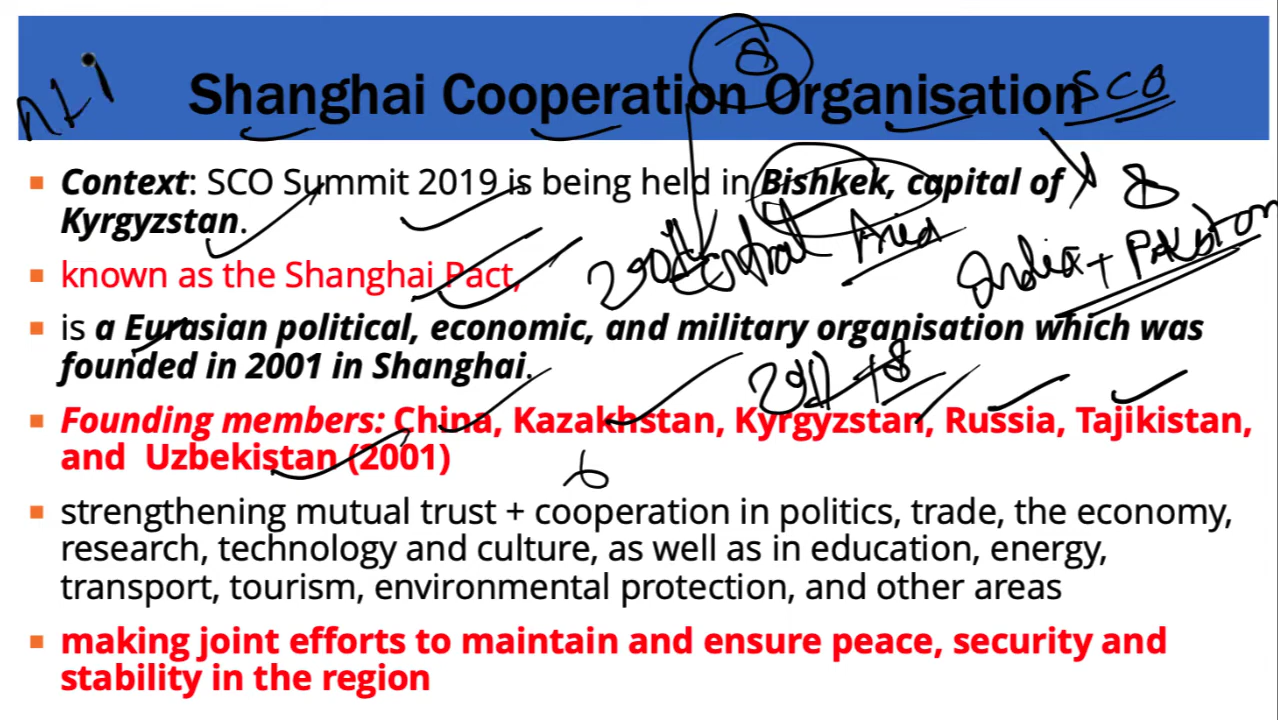 Shanghai Cooperation Organisation SCO
8
▪ Context: SCO Summit 2019 is being held in Bishkek, capital of
Kyrgyzstan.
8
▪ known as the Shanghai Pact,
Central Asia
India + Pakistan
▪ is a Eurasian political, economic, and military organisation which was
founded in 2001 in Shanghai.
▪ Founding members: China, Kazakhstan, Kyrgyzstan, Russia, Tajikistan,
and Uzbekistan (2001)
6
▪ strengthening mutual trust + cooperation in politics, trade, the economy,
research, technology and culture, as well as in education, energy,
transport, tourism, environmental protection, and other areas
▪ making joint efforts to maintain and ensure peace, security and
stability in the region